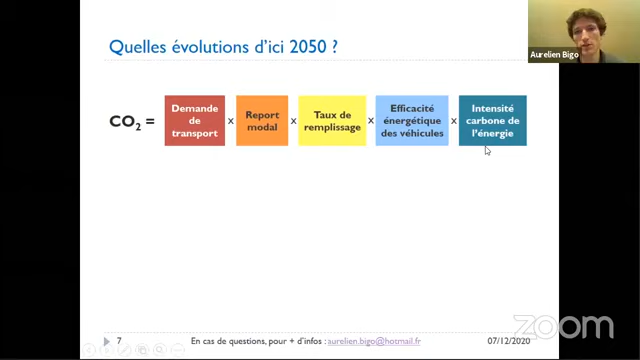 Quelles évolutions d'ici 2050 ?
Aurelien Bigo
CO2 =
Demande
de
transport
x
Report
modal
x
Taux de
remplissage
x
Efficacité
énergétique
des véhicules
x
Intensité
carbone de
l'énergie
zoom
7
En cas de questions, pour + d'infos : aurelien.bigo@hotmail.fr
07/12/2020